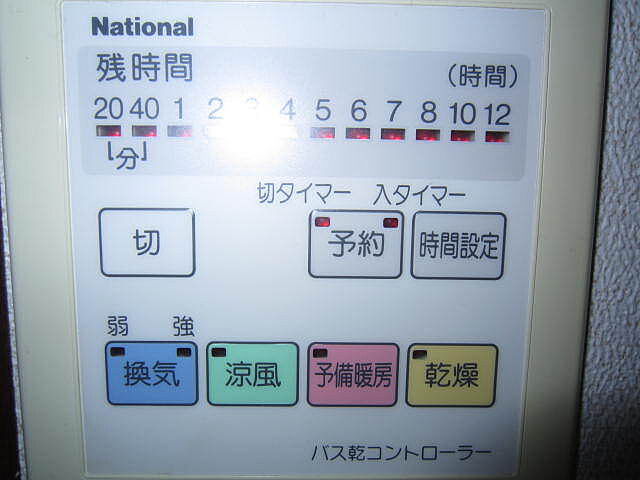 National
残時間 (時間)
20 40 1 2 3 4 5 6 7 8 10 12
└分┘
切タイマー 入タイマー
切 予約 時間設定
弱 強
換気 涼風 予備暖房 乾燥
バス乾コントローラー